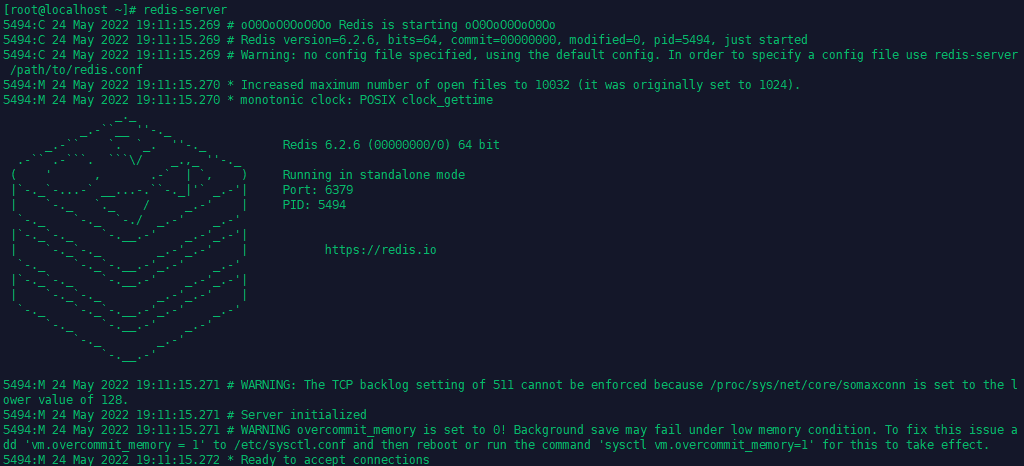 [root@localhost ~]# redis-server
5494:C 24 May 2022 19:11:15.269 # oO0OoO0OoO0Oo Redis is starting oO0OoO0OoO0Oo
5494:C 24 May 2022 19:11:15.269 # Redis version=6.2.6, bits=64, commit=00000000, modified=0, pid=5494, just started
5494:C 24 May 2022 19:11:15.269 # Warning: no config file specified, using the default config. In order to specify a config file use redis-server
 /path/to/redis.conf
5494:M 24 May 2022 19:11:15.270 * Increased maximum number of open files to 10032 (it was originally set to 1024).
5494:M 24 May 2022 19:11:15.270 * monotonic clock: POSIX clock_gettime
Redis 6.2.6 (00000000/0) 64 bit
Running in standalone mode
Port: 6379
PID: 5494
https://redis.io
5494:M 24 May 2022 19:11:15.271 # WARNING: The TCP backlog setting of 511 cannot be enforced because /proc/sys/net/core/somaxconn is set to the l
ower value of 128.
5494:M 24 May 2022 19:11:15.271 # Server initialized
5494:M 24 May 2022 19:11:15.271 # WARNING overcommit_memory is set to 0! Background save may fail under low memory condition. To fix this issue a
dd 'vm.overcommit_memory = 1' to /etc/sysctl.conf and then reboot or run the command 'sysctl vm.overcommit_memory=1' for this to take effect.
5494:M 24 May 2022 19:11:15.272 * Ready to accept connections